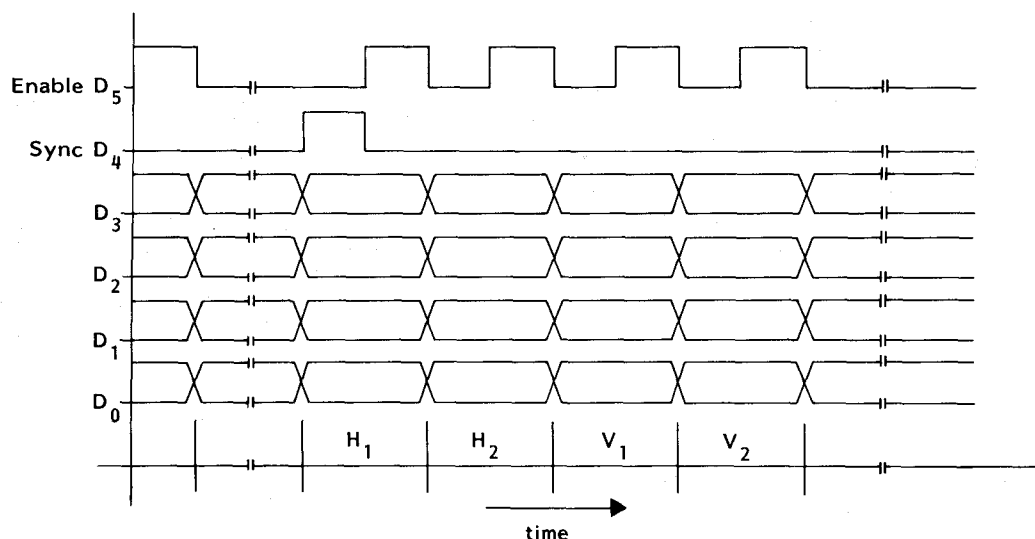 Enable D5
Sync D4
D3
D2
D1
D0
H1 H2 V1 V2
time